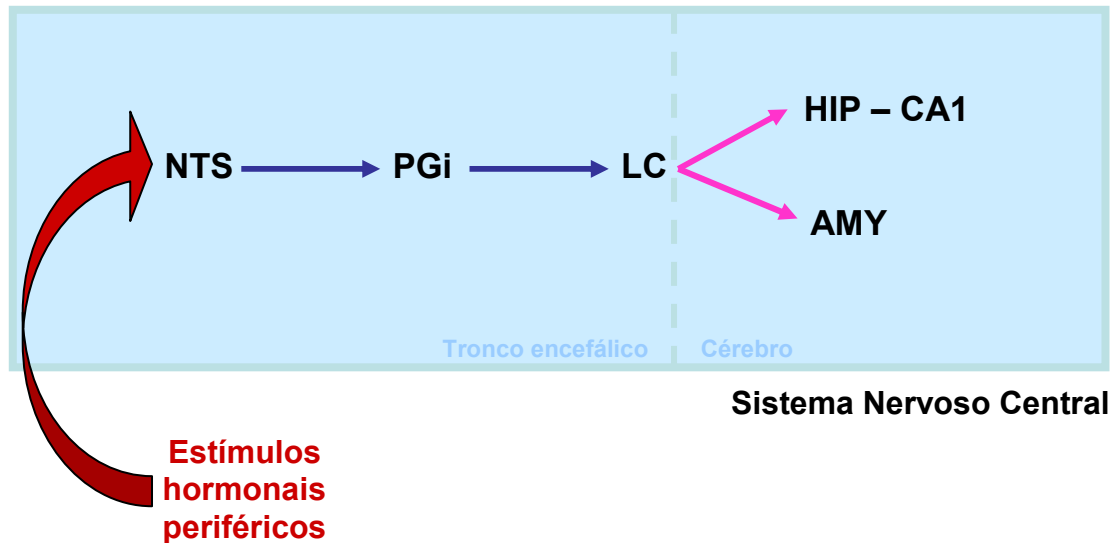 HIP – CA1
NTS
PGi
LC
AMY
Tronco encefálico
Cérebro
Sistema Nervoso Central
Estímulos
hormonais
periféricos